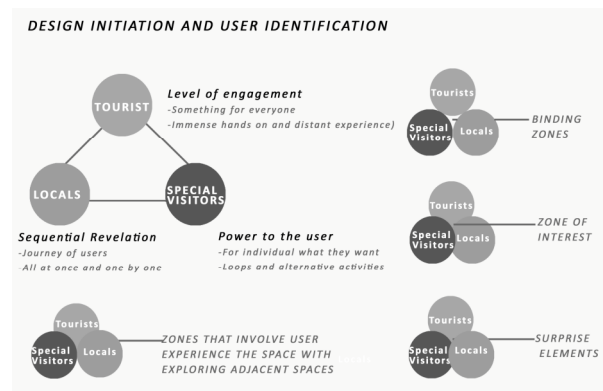 DESIGN INITIATION AND USER IDENTIFICATION
TOURIST
Level of engagement
-Something for everyone
-Immense hands on and distant experience)
LOCALS
SPECIAL
VISITORS
Sequential Revelation
-Journey of users
-All at once and one by one
Power to the user
-For individual what they want
-Loops and alternative activities
Tourists
Special
Visitors
Locals
BINDING
ZONES
Tourists
Special
Visitors
Locals
ZONE OF
INTEREST
Tourists
Special
Visitors
Locals
ZONES THAT INVOLVE USER
EXPERIENCE THE SPACE WITH
EXPLORING ADJACENT SPACES
Tourists
Special
Visitors
Locals
SURPRISE
ELEMENTS